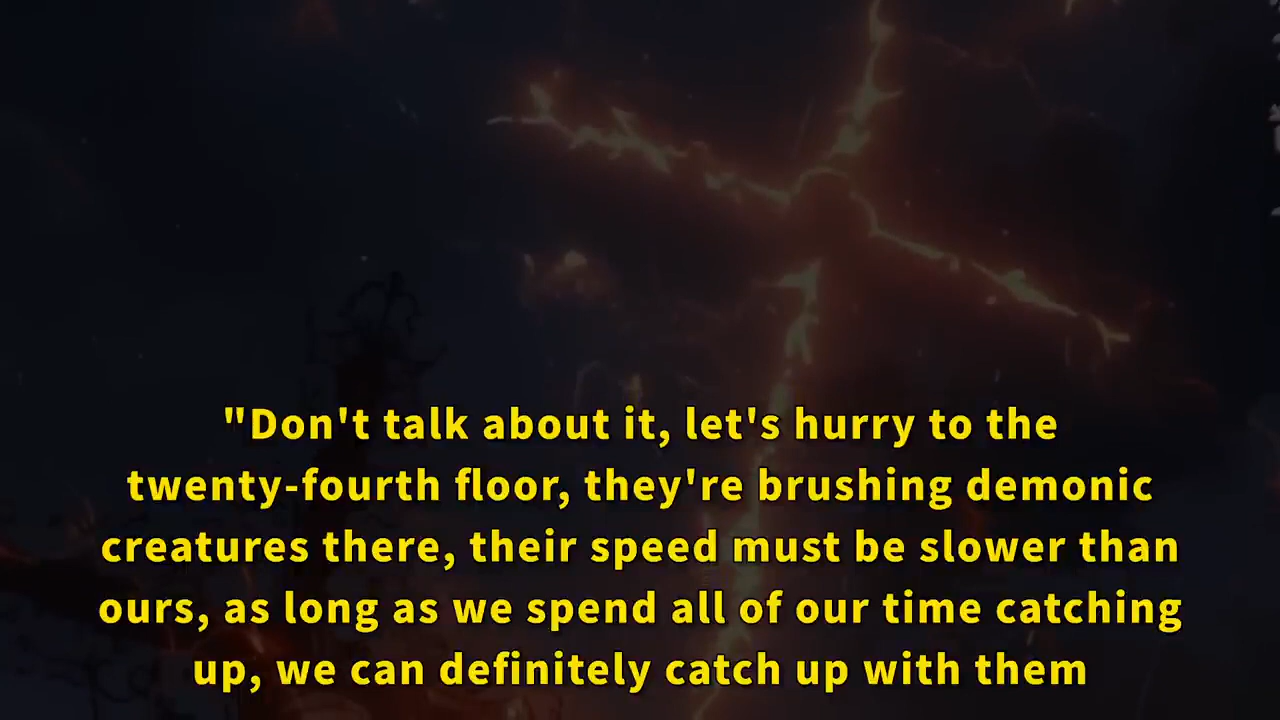 "Don't talk about it, let's hurry to the
twenty-fourth floor, they're brushing demonic
creatures there, their speed must be slower than
ours, as long as we spend all of our time catching
up, we can definitely catch up with them